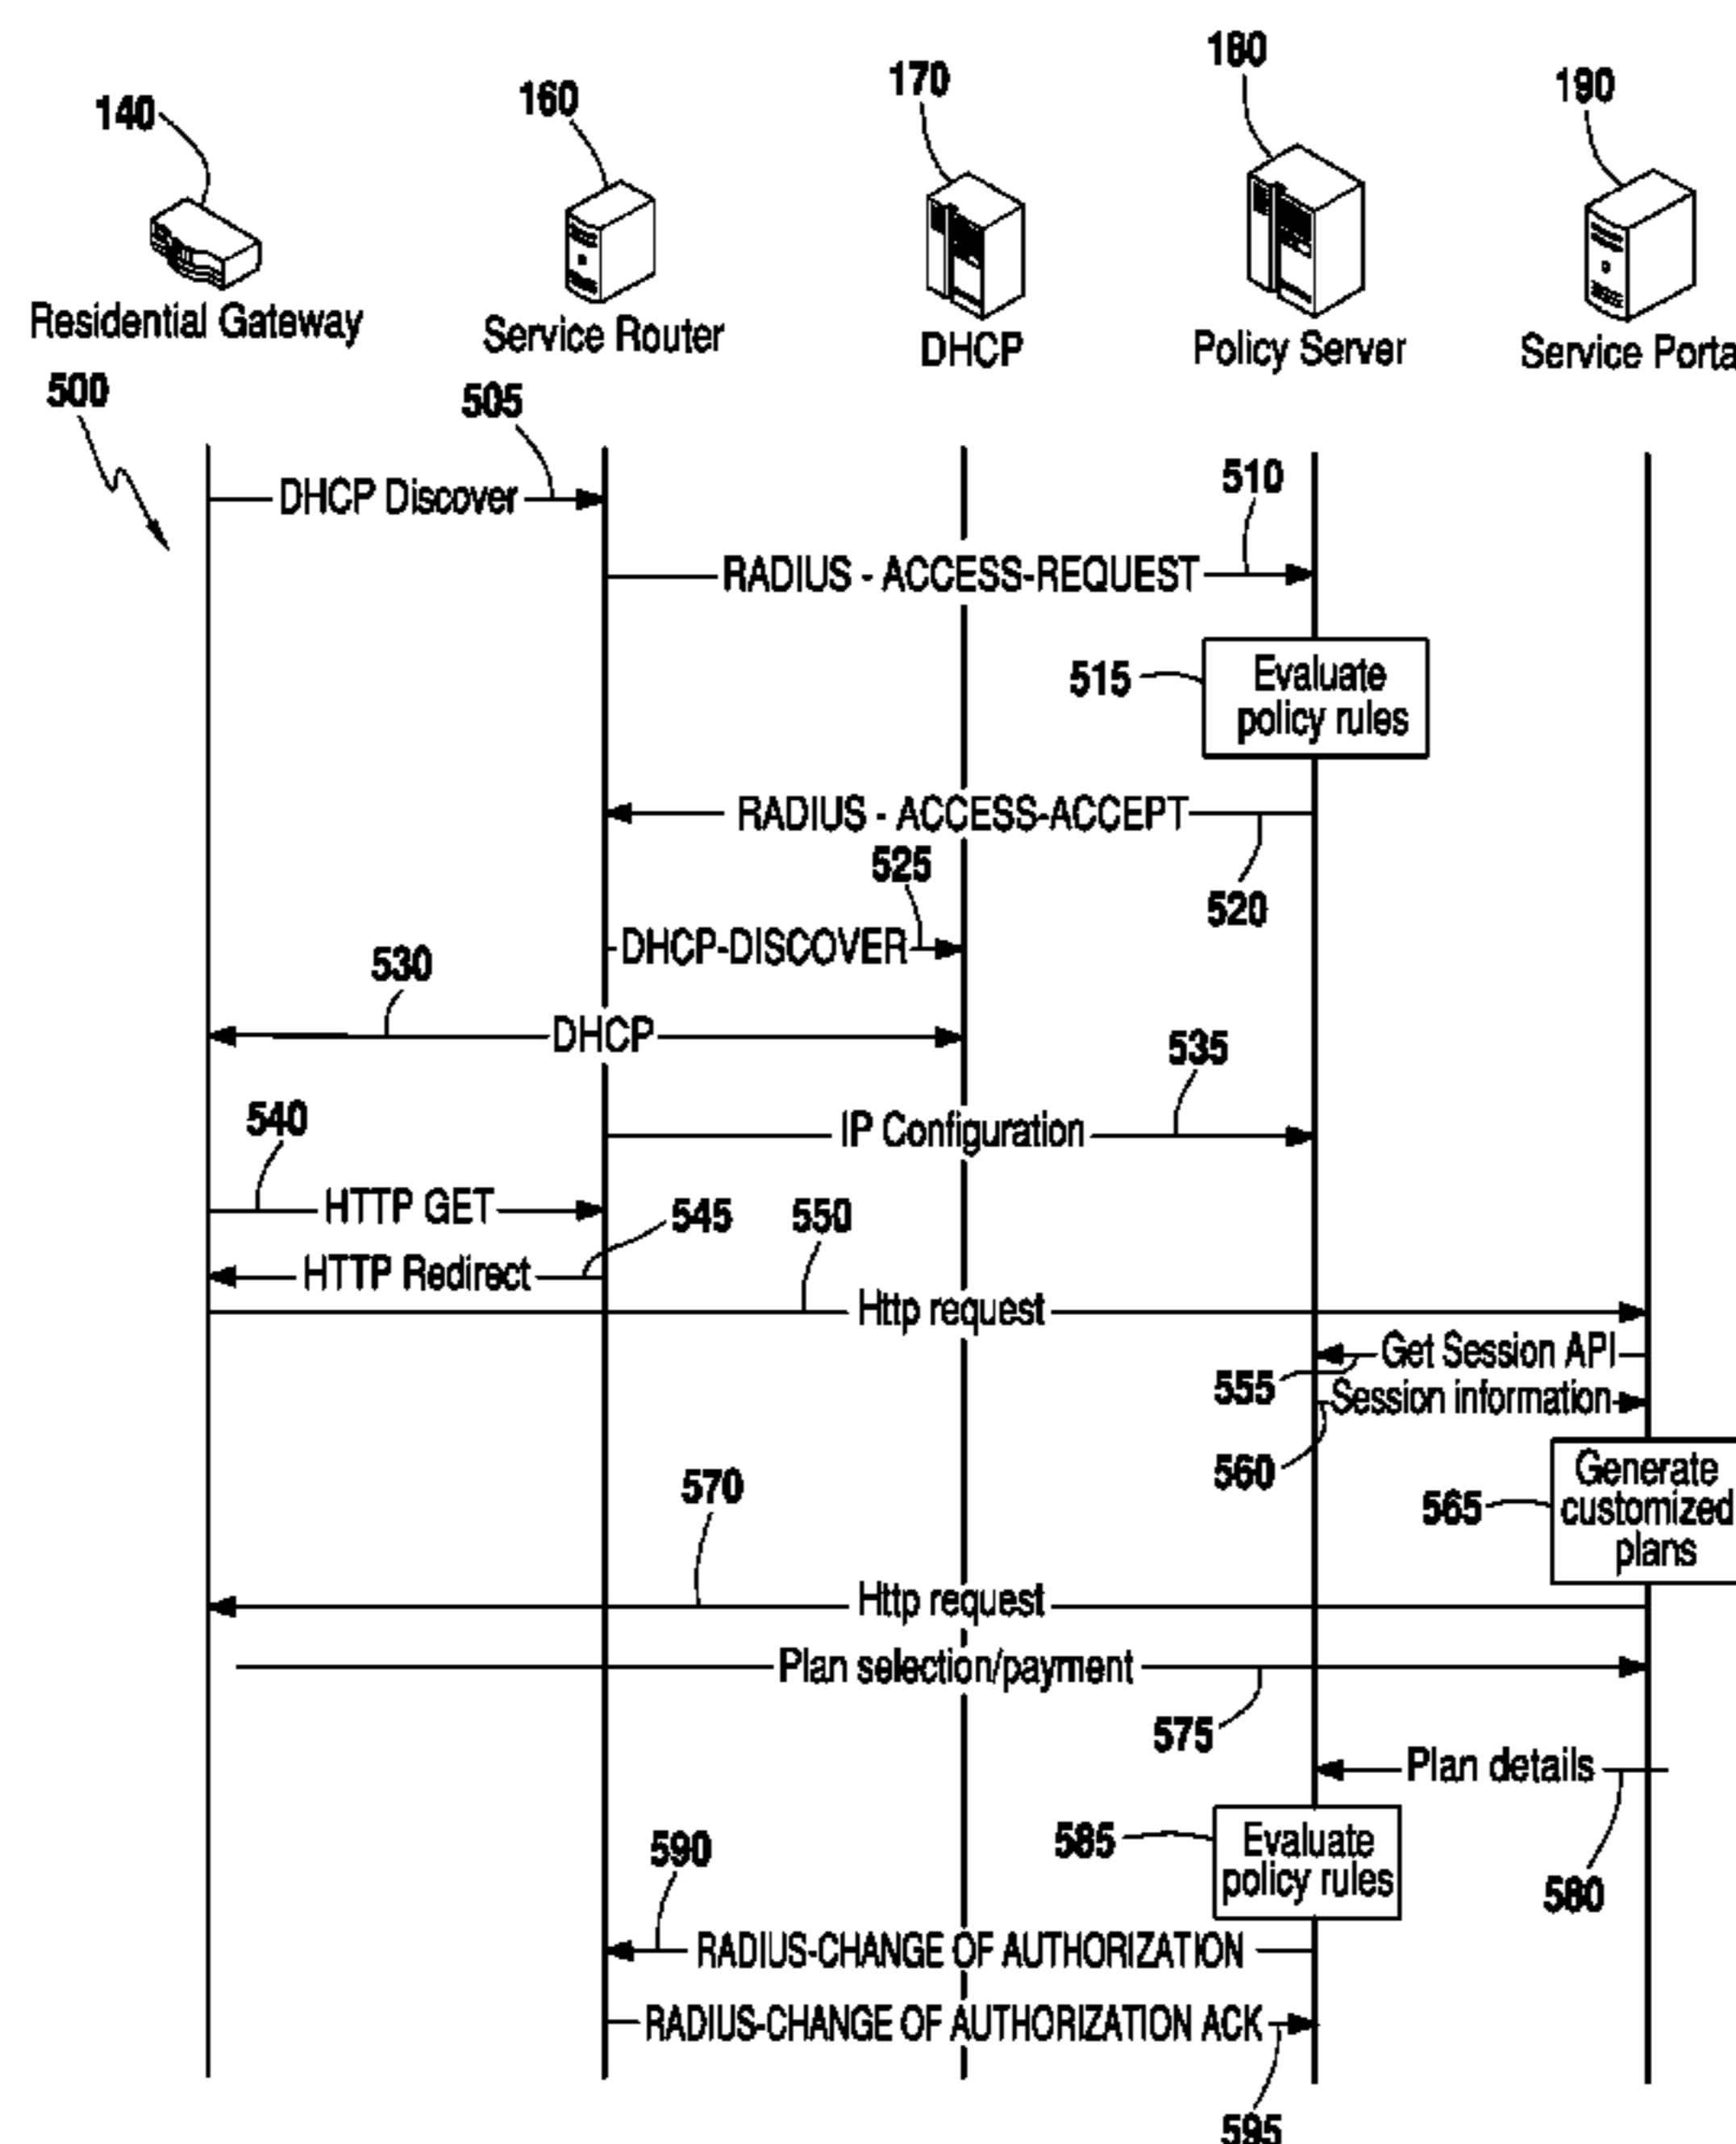 140
160
170
180
190
Residential Gateway
Service Router
DHCP
Policy Server
Service Porta
500
505
DHCP Discover
510
RADIUS - ACCESS-REQUEST
515
Evaluate
policy rules
RADIUS - ACCESS-ACCEPT
520
525
DHCP-DISCOVER
530
DHCP
535
IP Configuration
540
HTTP GET
545
HTTP Redirect
550
Http request
Get Session API
555
Session information
560
Generate
customized
plans
565
570
Http request
Plan selection/payment
575
Plan details
580
585
Evaluate
policy rules
590
RADIUS-CHANGE OF AUTHORIZATION
RADIUS-CHANGE OF AUTHORIZATION ACK
595